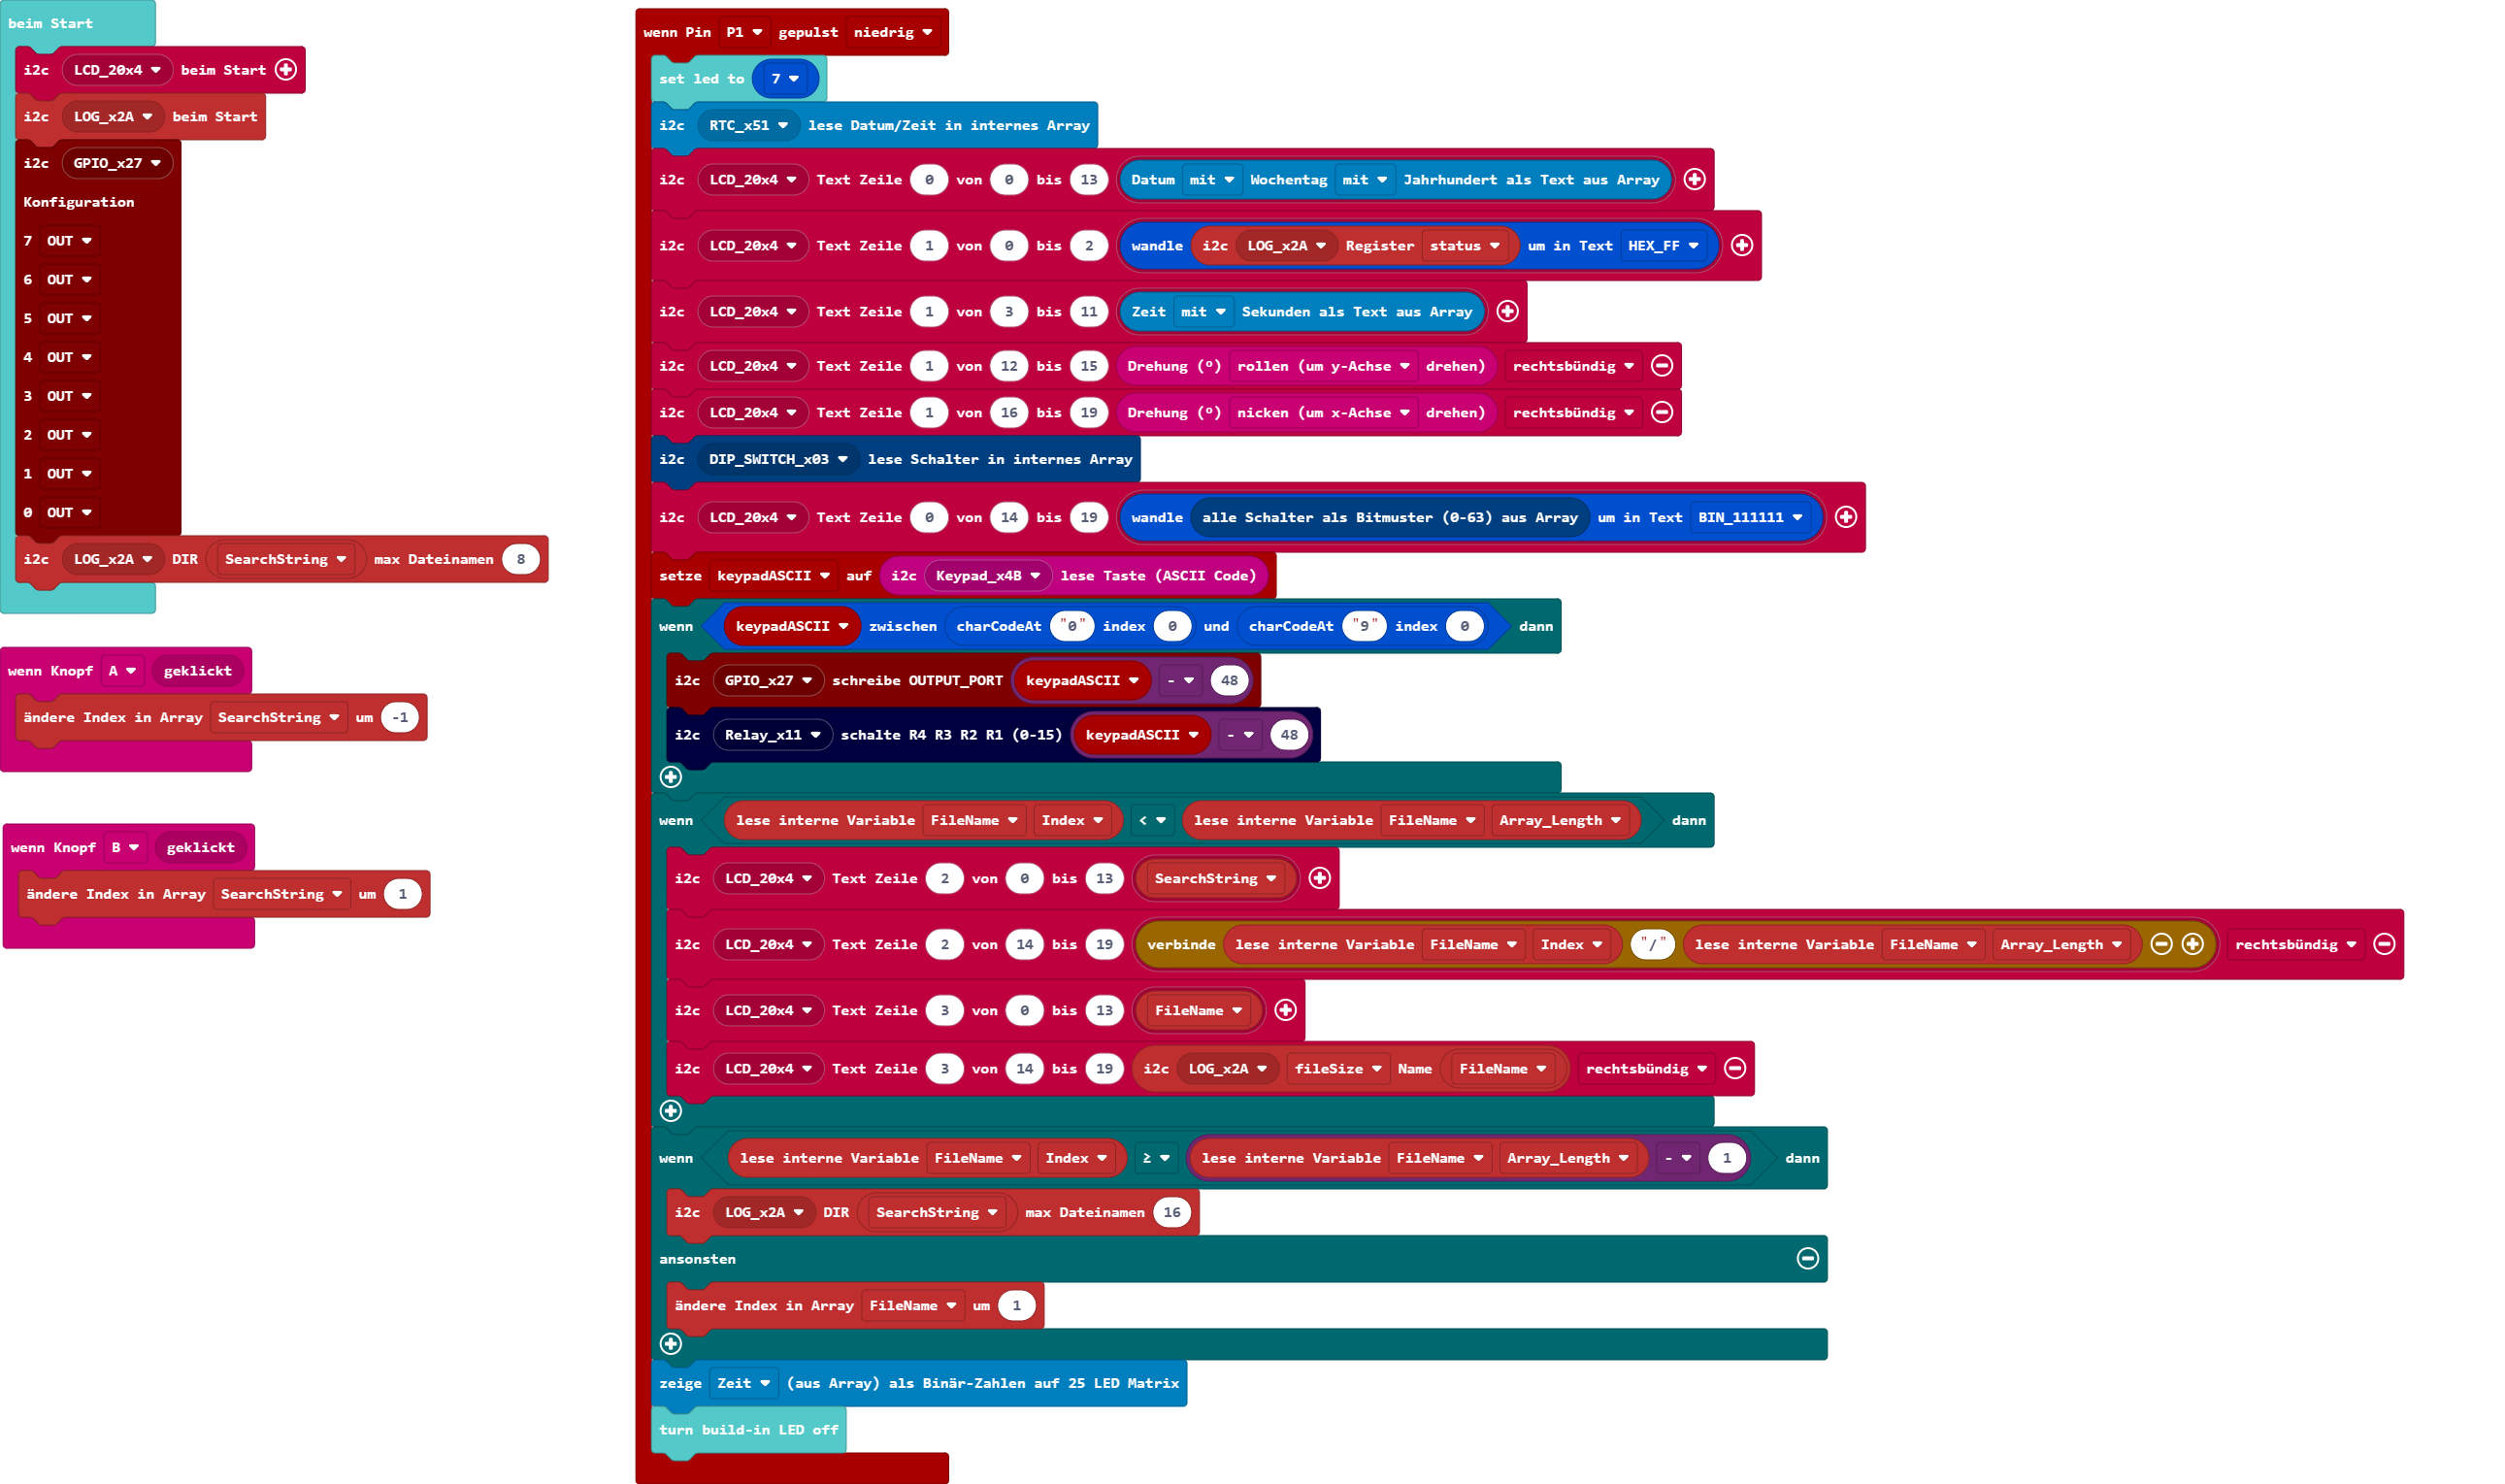 beim Start
i2c LCD_20x4 beim Start
i2c LOG_x2A beim Start
i2c GPIO_x27
Konfiguration
7 OUT
6 OUT
5 OUT
4 OUT
3 OUT
2 OUT
1 OUT
0 OUT
i2c LOG_x2A DIR SearchString max Dateinamen 8
wenn Knopf A geklickt
ändere Index in Array SearchString um -1
wenn Knopf B geklickt
ändere Index in Array SearchString um 1
wenn Pin P1 gepulst niedrig
set led to 7
i2c RTC_x51 lese Datum/Zeit in internes Array
i2c LCD_20x4 Text Zeile 0 von 0 bis 13 Datum mit Wochentag mit Jahrhundert als Text aus Array
i2c LCD_20x4 Text Zeile 1 von 0 bis 2 wandle i2c LOG_x2A Register status um in Text HEX_FF
i2c LCD_20x4 Text Zeile 1 von 3 bis 11 Zeit mit Sekunden als Text aus Array
i2c LCD_20x4 Text Zeile 1 von 12 bis 15 Drehung (º) rollen (um y-Achse drehen) rechtsbündig
i2c LCD_20x4 Text Zeile 1 von 16 bis 19 Drehung (º) nicken (um x-Achse drehen) rechtsbündig
i2c DIP_SWITCH_x03 lese Schalter in internes Array
i2c LCD_20x4 Text Zeile 0 von 14 bis 19 wandle alle Schalter als Bitmuster (0-63) aus Array um in Text BIN_111111
setze keypadASCII auf i2c Keypad_x4B lese Taste (ASCII Code)
wenn keypadASCII zwischen charCodeAt "0" index 0 und charCodeAt "9" index 0 dann
i2c GPIO_x27 schreibe OUTPUT_PORT keypadASCII - 48
i2c Relay_x11 schalte R4 R3 R2 R1 (0-15) keypadASCII - 48
wenn lese interne Variable FileName Index < lese interne Variable FileName Array_Length dann
i2c LCD_20x4 Text Zeile 2 von 0 bis 13 SearchString
i2c LCD_20x4 Text Zeile 2 von 14 bis 19 verbinde lese interne Variable FileName Index "/" lese interne Variable FileName Array_Length rechtsbündig
i2c LCD_20x4 Text Zeile 3 von 0 bis 13 FileName
i2c LCD_20x4 Text Zeile 3 von 14 bis 19 i2c LOG_x2A fileSize Name FileName rechtsbündig
wenn lese interne Variable FileName Index ≥ lese interne Variable FileName Array_Length - 1 dann
i2c LOG_x2A DIR SearchString max Dateinamen 16
ansonsten
ändere Index in Array FileName um 1
zeige Zeit (aus Array) als Binär-Zahlen auf 25 LED Matrix
turn build-in LED off